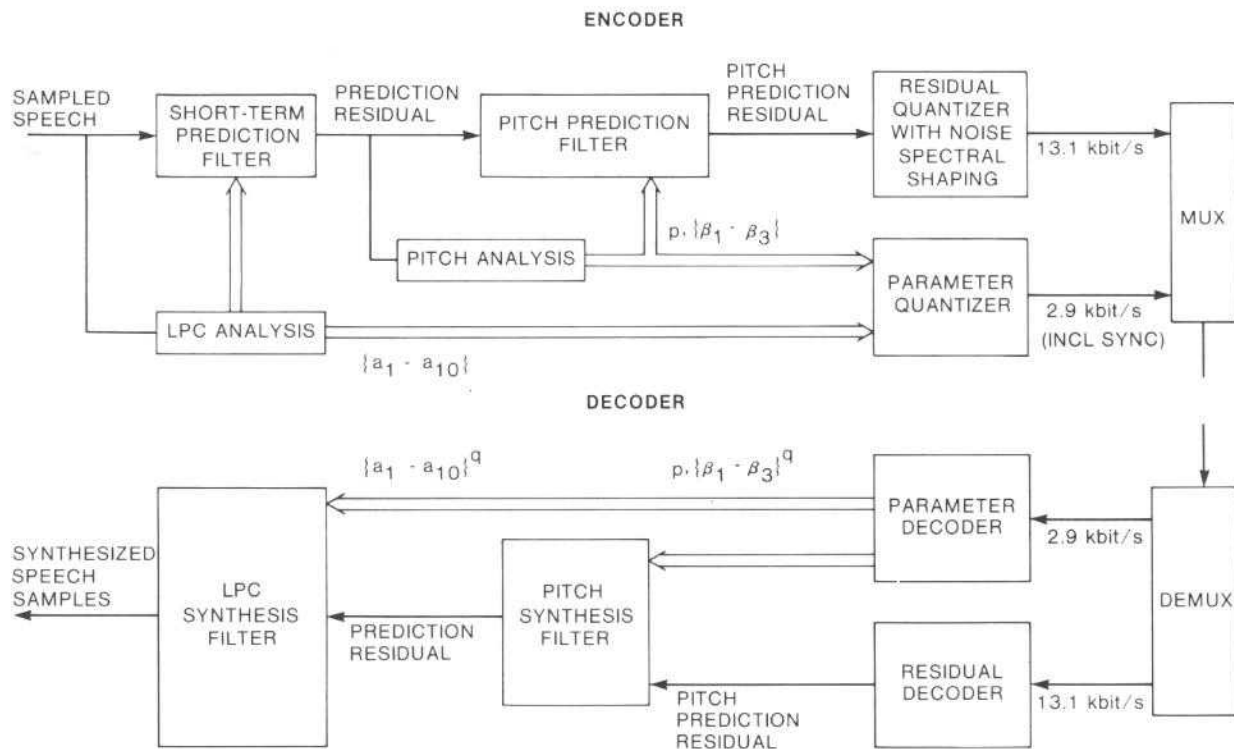 ENCODER
SAMPLED
SPEECH
SHORT-TERM
PREDICTION
FILTER
PREDICTION
RESIDUAL
PITCH PREDICTION
FILTER
PITCH
PREDICTION
RESIDUAL
RESIDUAL
QUANTIZER
WITH NOISE
SPECTRAL
SHAPING
13.1 kbit/s
MUX
PITCH ANALYSIS
p, {β1 - β3}
PARAMETER
QUANTIZER
2.9 kbit/s
(INCL SYNC)
LPC ANALYSIS
{a1 - a10}
DECODER
{a1 - a10}q
p, {β1 - β3}q
PARAMETER
DECODER
2.9 kbit/s
DEMUX
SYNTHESIZED
SPEECH
SAMPLES
LPC
SYNTHESIS
FILTER
PREDICTION
RESIDUAL
PITCH
SYNTHESIS
FILTER
PITCH
PREDICTION
RESIDUAL
RESIDUAL
DECODER
13.1 kbit/s